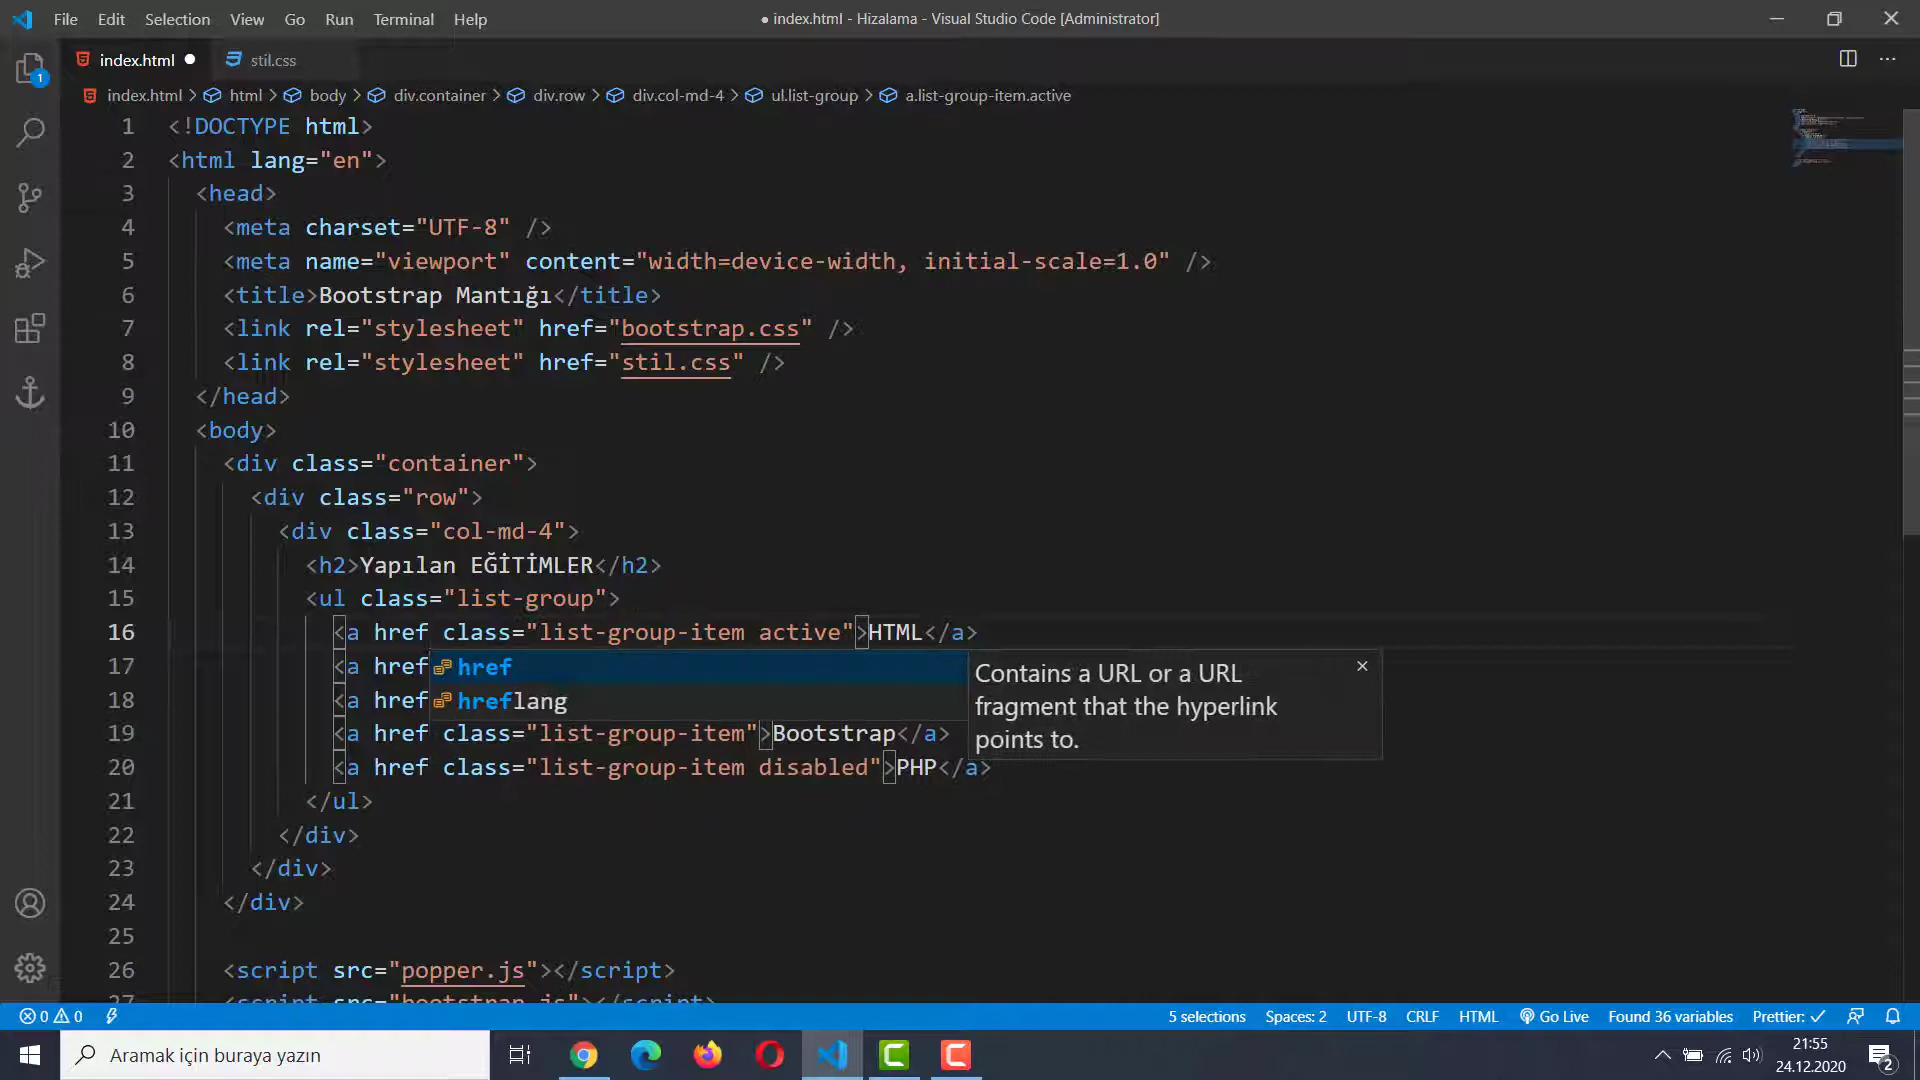 File Edit Selection View Go Run Terminal Help
● index.html - Hizalama - Visual Studio Code [Administrator]
index.html ●
stil.css
index.html > html > body > div.container > div.row > div.col-md-4 > ul.list-group > a.list-group-item.active
1 <!DOCTYPE html>
2 <html lang="en">
3 <head>
4 <meta charset="UTF-8" />
5 <meta name="viewport" content="width=device-width, initial-scale=1.0" />
6 <title>Bootstrap Mantığı</title>
7 <link rel="stylesheet" href="bootstrap.css" />
8 <link rel="stylesheet" href="stil.css" />
9 </head>
10 <body>
11 <div class="container">
12 <div class="row">
13 <div class="col-md-4">
14 <h2>Yapılan EĞİTİMLER</h2>
15 <ul class="list-group">
16 <a href class="list-group-item active">HTML</a>
17 <a href
18 <a href
19 <a href class="list-group-item">Bootstrap</a>
20 <a href class="list-group-item disabled">PHP</a>
21 </ul>
22 </div>
23 </div>
24 </div>
25
26 <script src="popper.js"></script>
27 <script src="bootstrap.js"></script>
href
hreflang
Contains a URL or a URL
fragment that the hyperlink
points to.
1
0 0
5 selections Spaces: 2 UTF-8 CRLF HTML Go Live Found 36 variables Prettier: ✓
Aramak için buraya yazın
21:55
24.12.2020
2